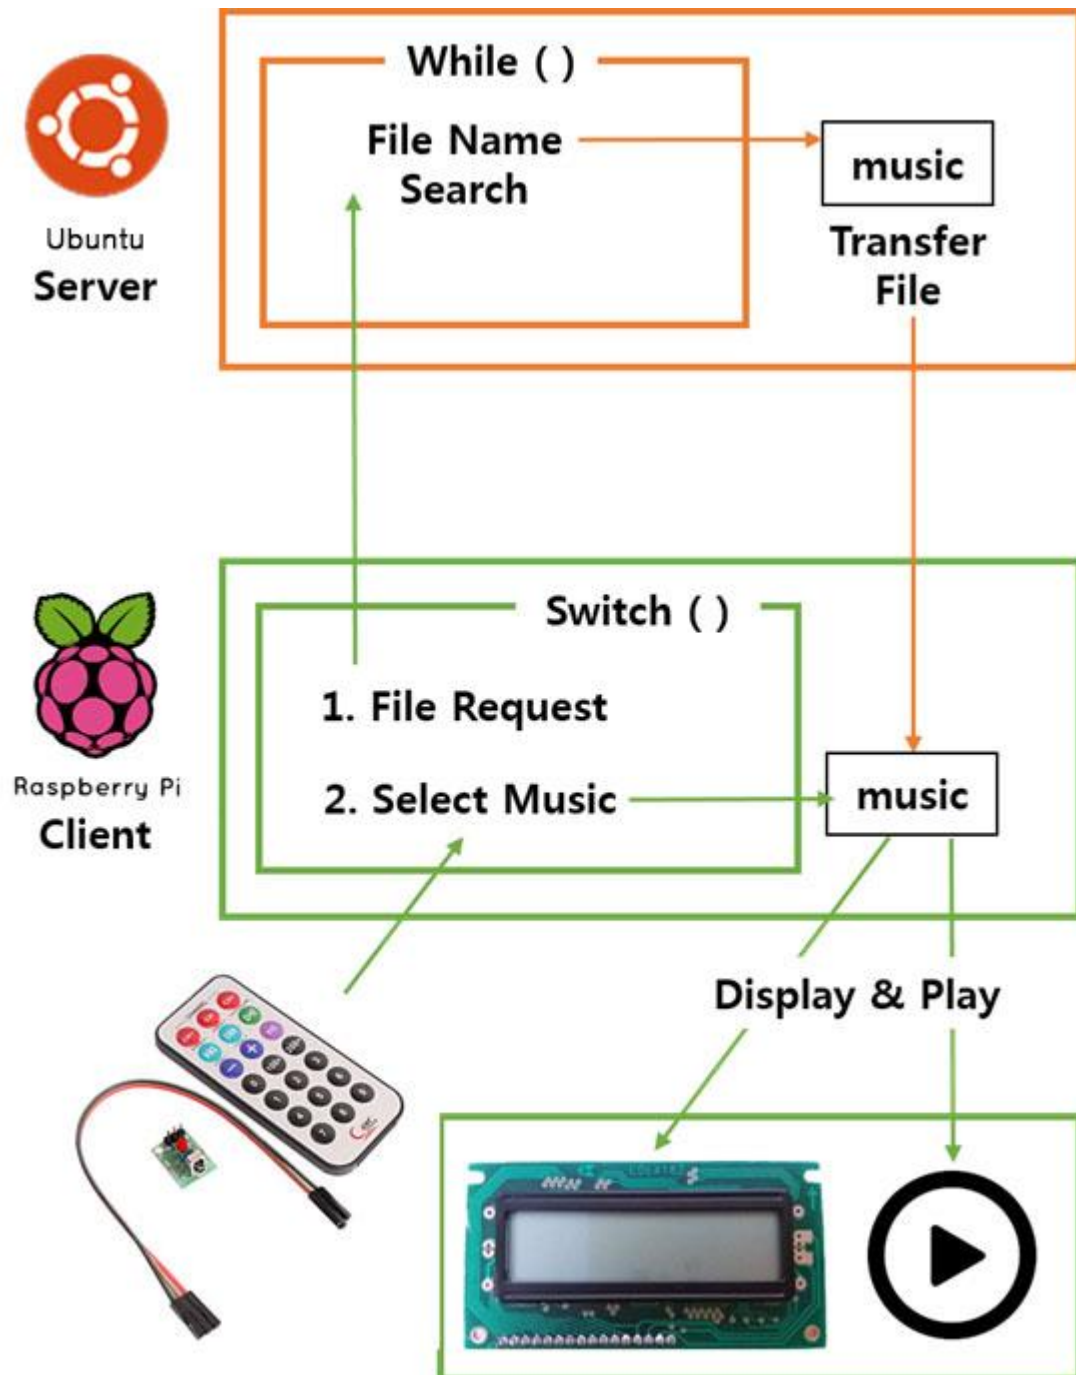 While ( )
File Name
Search
music
Transfer
File
Ubuntu
Server
Switch ( )
1. File Request
2. Select Music
music
Raspberry Pi
Client
Display & Play